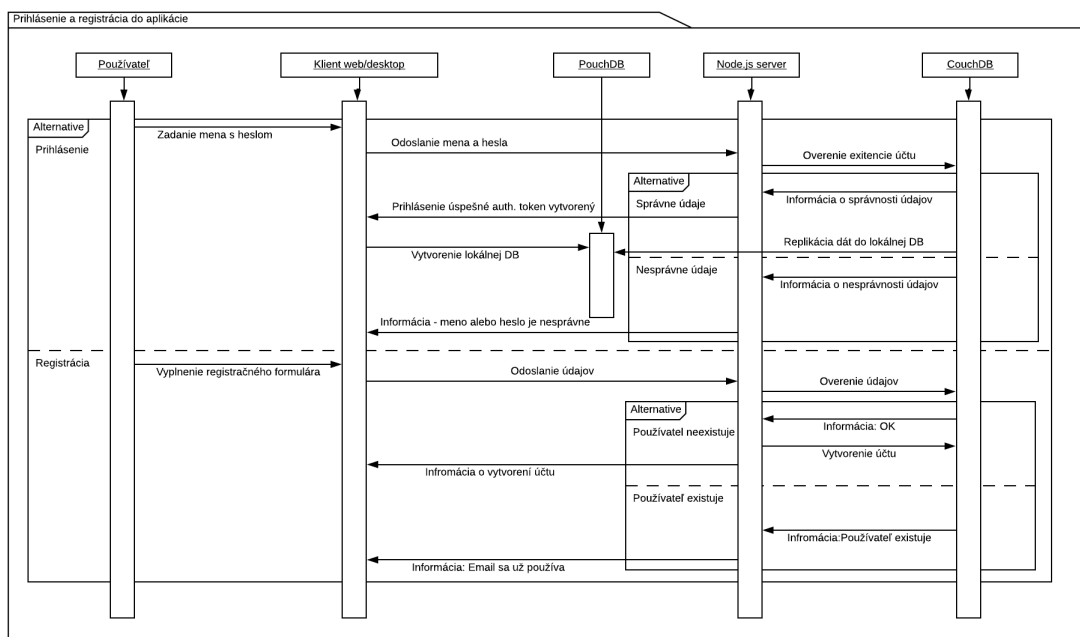 Prihlásenie a registrácia do aplikácie
Používateľ
Klient web/desktop
PouchDB
Node.js server
CouchDB
Alternative
Zadanie mena s heslom
Prihlásenie
Odoslanie mena a hesla
Overenie exitencie účtu
Alternative
Informácia o správnosti údajov
Správne údaje
Prihlásenie úspešné auth. token vytvorený
Replikácia dát do lokálnej DB
Vytvorenie lokálnej DB
Nesprávne údaje
Informácia o nesprávnosti údajov
Informácia - meno alebo heslo je nesprávne
Registrácia
Vyplnenie registračného formulára
Odoslanie údajov
Overenie údajov
Alternative
Informácia: OK
Používatel neexistuje
Vytvorenie účtu
Infromácia o vytvorení účtu
Používateľ existuje
Infromácia:Používateľ existuje
Informácia: Email sa už používa